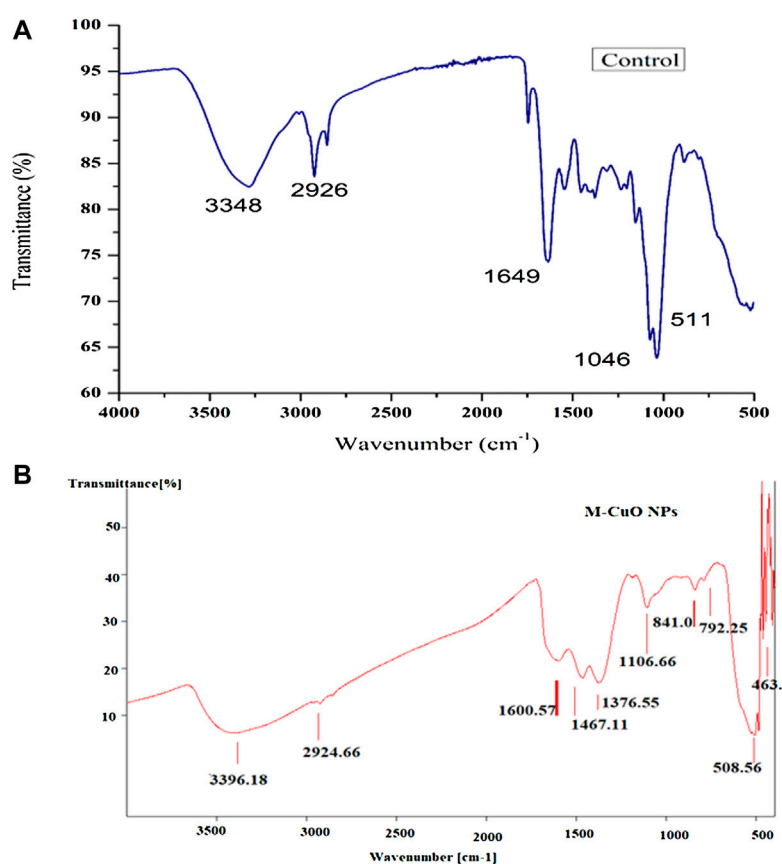 A
100
95
90
85
80
75
70
65
60
Transmittance (%)
Control
3348
2926
1649
1046
511
4000 3500 3000 2500 2000 1500 1000 500
Wavenumber (cm-1)
B
Transmittance[%]
M-CuO NPs
50
40
30
20
10
841.0
792.25
1106.66
463.
1600.57
1376.55
1467.11
2924.66
3396.18
508.56
3500 3000 2500 2000 1500 1000 500
Wavenumber [cm-1]